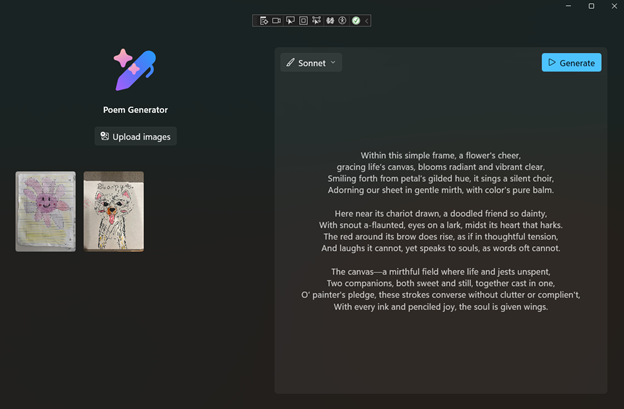 Poem Generator
Upload images
Sonnet
Generate
Within this simple frame, a flower's cheer,
gracing life's canvas, blooms radiant and vibrant clear,
Smiling forth from petal's gilded hue, it sings a silent choir,
Adorning our sheet in gentle mirth, with color's pure balm.
Here near its chariot drawn, a doodled friend so dainty,
With snout a-flaunted, eyes on a lark, midst its heart that harks.
The red around its brow does rise, as if in thoughtful tension,
And laughs it cannot, yet speaks to souls, as words oft cannot.
The canvas—a mirthful field where life and jests unspent,
Two companions, both sweet and still, together cast in one,
O' painter's pledge, these strokes converse without clutter or complien't,
With every ink and penciled joy, the soul is given wings.